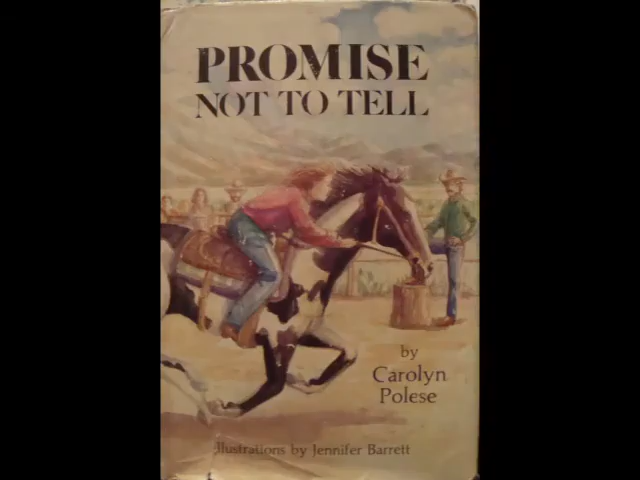 PROMISE
NOT TO TELL
by
Carolyn
Polese
Illustrations by Jennifer Barrett